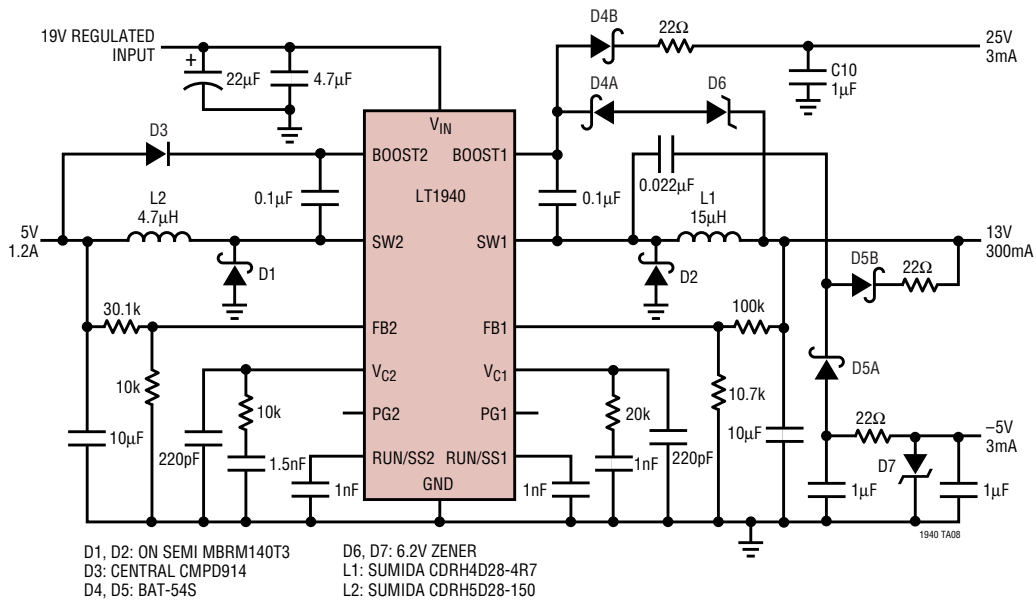 19V REGULATED
INPUT
+
22µF
4.7µF
D4B
22Ω
25V
3mA
C10
1µF
D4A
D6
D3
VIN
BOOST2
BOOST1
LT1940
0.1µF
0.1µF
0.022µF
L2
4.7µH
L1
15µH
5V
1.2A
SW2
SW1
13V
300mA
D1
D2
D5B
22Ω
30.1k
FB2
FB1
100k
10k
VC2
VC1
10.7k
D5A
10k
PG2
PG1
20k
22Ω
–5V
3mA
10µF
220pF
1.5nF
RUN/SS2
RUN/SS1
1nF
220pF
10µF
D7
1nF
GND
1nF
1µF
1µF
1940 TA08
D1, D2: ON SEMI MBRM140T3
D3: CENTRAL CMPD914
D4, D5: BAT-54S
D6, D7: 6.2V ZENER
L1: SUMIDA CDRH4D28-4R7
L2: SUMIDA CDRH5D28-150